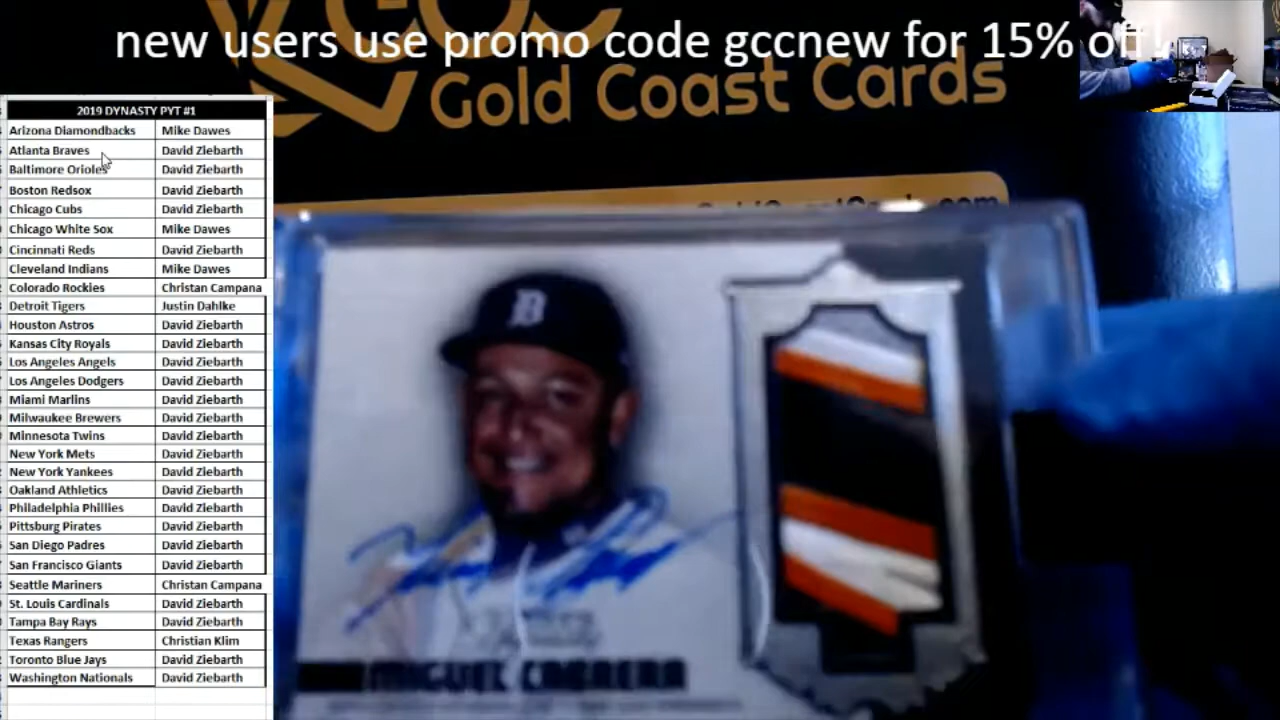 new users use promo code gccnew for 15% off!
Gold Coast Cards
2019 DYNASTY PYT #1
Arizona Diamondbacks Mike Dawes
Atlanta Braves David Ziebarth
Baltimore Orioles David Ziebarth
Boston Redsox David Ziebarth
Chicago Cubs David Ziebarth
Chicago White Sox Mike Dawes
Cincinnati Reds David Ziebarth
Cleveland Indians Mike Dawes
Colorado Rockies Christan Campana
Detroit Tigers Justin Dahlke
Houston Astros David Ziebarth
Kansas City Royals David Ziebarth
Los Angeles Angels David Ziebarth
Los Angeles Dodgers David Ziebarth
Miami Marlins David Ziebarth
Milwaukee Brewers David Ziebarth
Minnesota Twins David Ziebarth
New York Mets David Ziebarth
New York Yankees David Ziebarth
Oakland Athletics David Ziebarth
Philadelphia Phillies David Ziebarth
Pittsburg Pirates David Ziebarth
San Diego Padres David Ziebarth
San Francisco Giants David Ziebarth
Seattle Mariners Christan Campana
St. Louis Cardinals David Ziebarth
Tampa Bay Rays David Ziebarth
Texas Rangers Christian Klim
Toronto Blue Jays David Ziebarth
Washington Nationals David Ziebarth
MIGUEL CABRERA